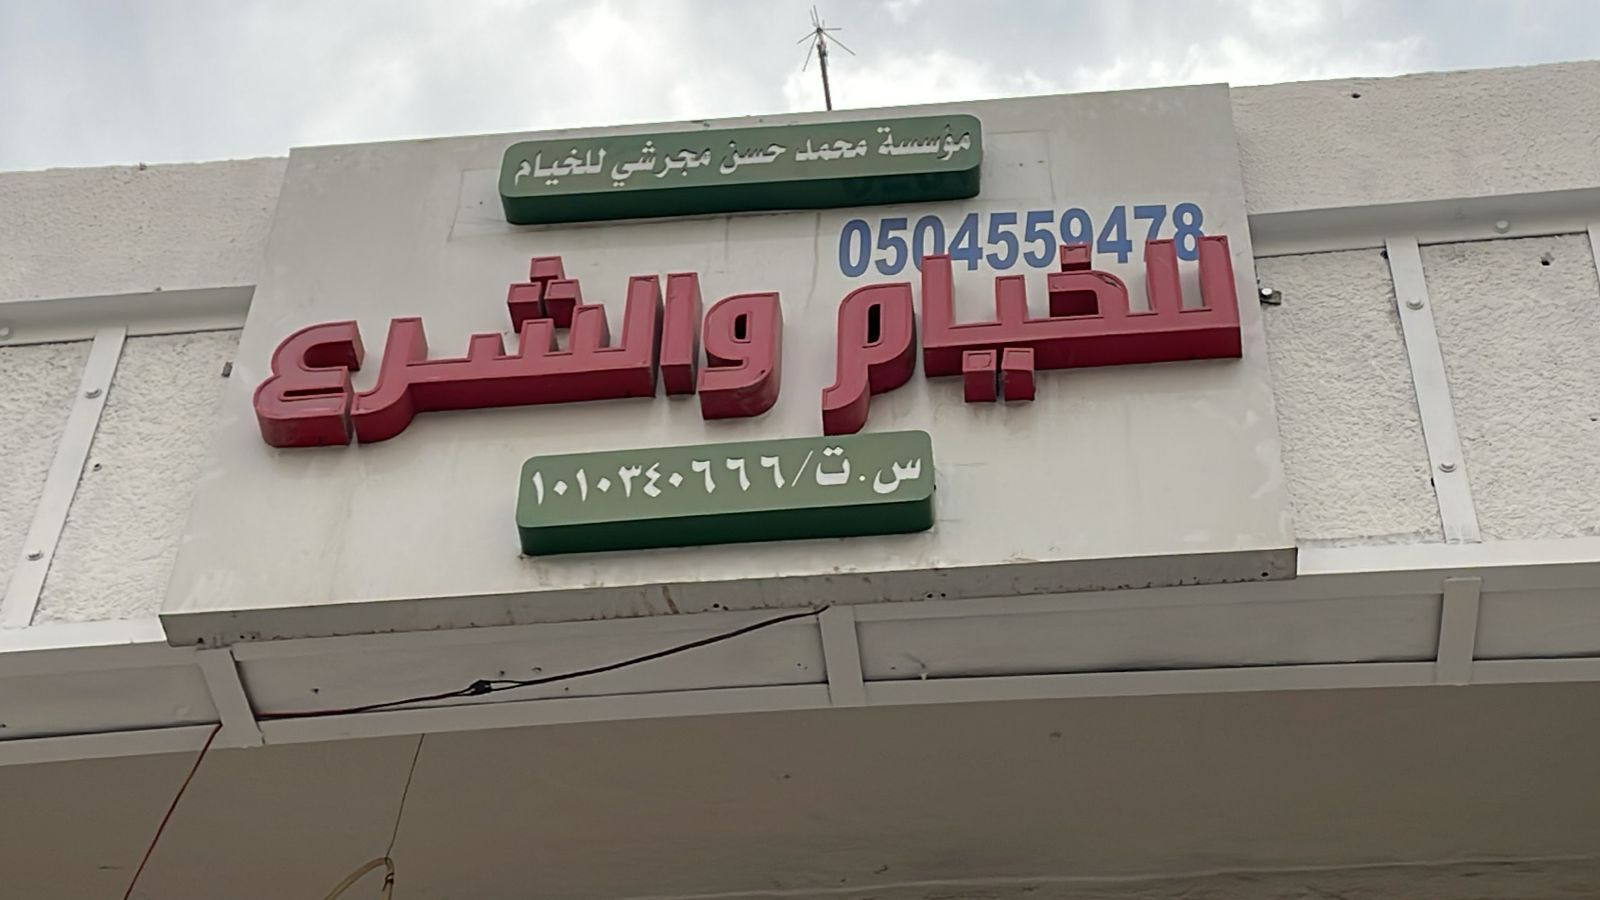 مؤسسة محمد حسن مجرشي للخيام
0504559478
للخيام والشرع
س.ت/١٠١٠٣٤٠٦٦٦